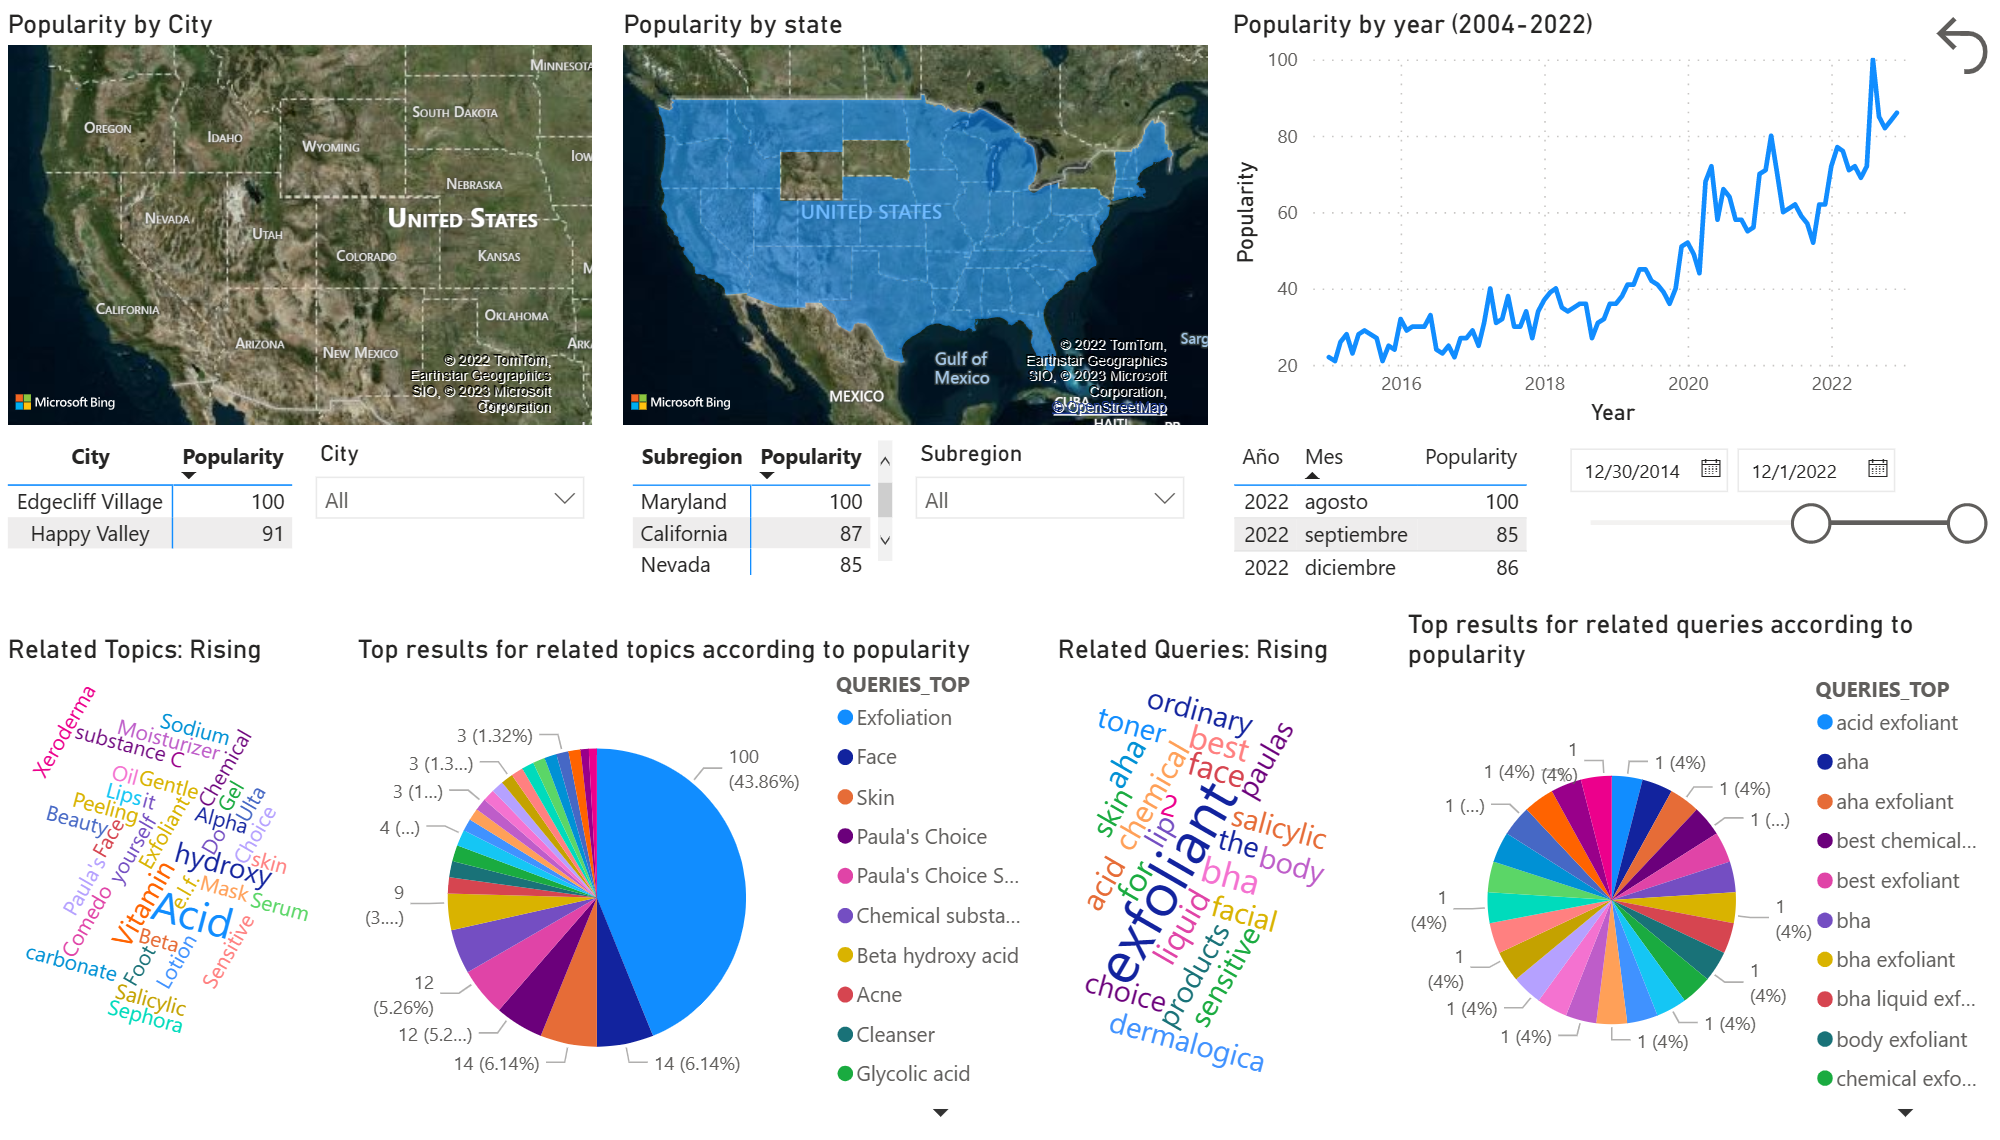 Popularity by City
Popularity by state
Popularity by year (2004-2022)
MINNESOTA
SOUTH DAKOTA
OREGON
IDAHO
WYOMING
IOW
NEBRASKA
UNITED STATES
NEVADA
UTAH
COLORADO
KANSAS
M
CALIFORNIA
OKLAHOMA
ARIZONA
NEW MEXICO
ARK
© 2022 TomTom,
Earthstar Geographics
SIO, © 2023 Microsoft
Corporation
Microsoft Bing
UNITED STATES
Gulf of
Mexico
MEXICO
Sarg
© 2022 TomTom,
Earthstar Geographics
SIO, © 2023 Microsoft
Corporation,
© OpenStreetMap
CUBA
HAITI
PR
Microsoft Bing
100
80
60
40
20
Popularity
2016 2018 2020 2022
Year
City Popularity
Edgecliff Village 100
Happy Valley 91
City
All
Subregion Popularity
Maryland 100
California 87
Nevada 85
Subregion
All
Año Mes Popularity
2022 agosto 100
2022 septiembre 85
2022 diciembre 86
12/30/2014
12/1/2022
Related Topics: Rising
Xeroderma
Sodium
Moisturizer
substance C
Chemical
Oil
Gentle
Gel
Lips
it
Ulta
Peeling
Exfoliant
Beauty
Alpha
Choice
Face
yourself
Do
hydroxy
skin
Paula's
e.l.f.
Mask
Serum
Comedo
Vitamin
Acid
Beta
Sensitive
carbonate
Foot
Lotion
Salicylic
Sephora
Top results for related topics according to popularity
3 (1.32%)
3 (1.3...)
3 (1...)
4 (...)
9
(3....)
12
(5.26%)
12 (5.2...)
14 (6.14%)
14 (6.14%)
100
(43.86%)
QUERIES_TOP
Exfoliation
Face
Skin
Paula's Choice
Paula's Choice S...
Chemical substa...
Beta hydroxy acid
Acne
Cleanser
Glycolic acid
Related Queries: Rising
ordinary
toner
best
paulas
aha
chemical
face
skin
2
lip
salicylic
the
body
acid
for
exfoliant
bha
liquid
facial
products
sensitive
choice
dermalogica
Top results for related queries according to
popularity
1
(4%)
1 (4%)
1 (4%)
1 (4%)
1 (...)
1 (...)
1
(4%)
1
(4%)
1
(4%)
1
(4%)
1 (4%)
1 (4%)
1 (4%)
1 (4%)
QUERIES_TOP
acid exfoliant
aha
aha exfoliant
best chemical...
best exfoliant
bha
bha exfoliant
bha liquid exf...
body exfoliant
chemical exfo...